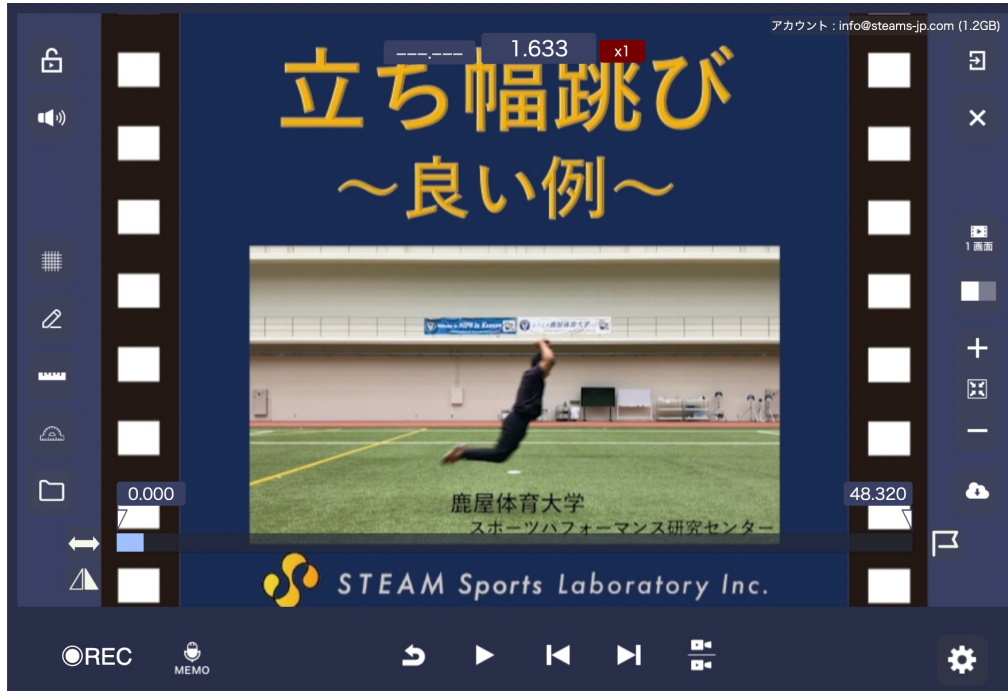 アカウント : info@steams-jp.com (1.2GB)
---.---
1.633
x1
立ち幅跳び
～良い例～
1 画面
鹿屋体育大学
スポーツパフォーマンス研究センター
0.000
48.320
STEAM Sports Laboratory Inc.
REC
MEMO